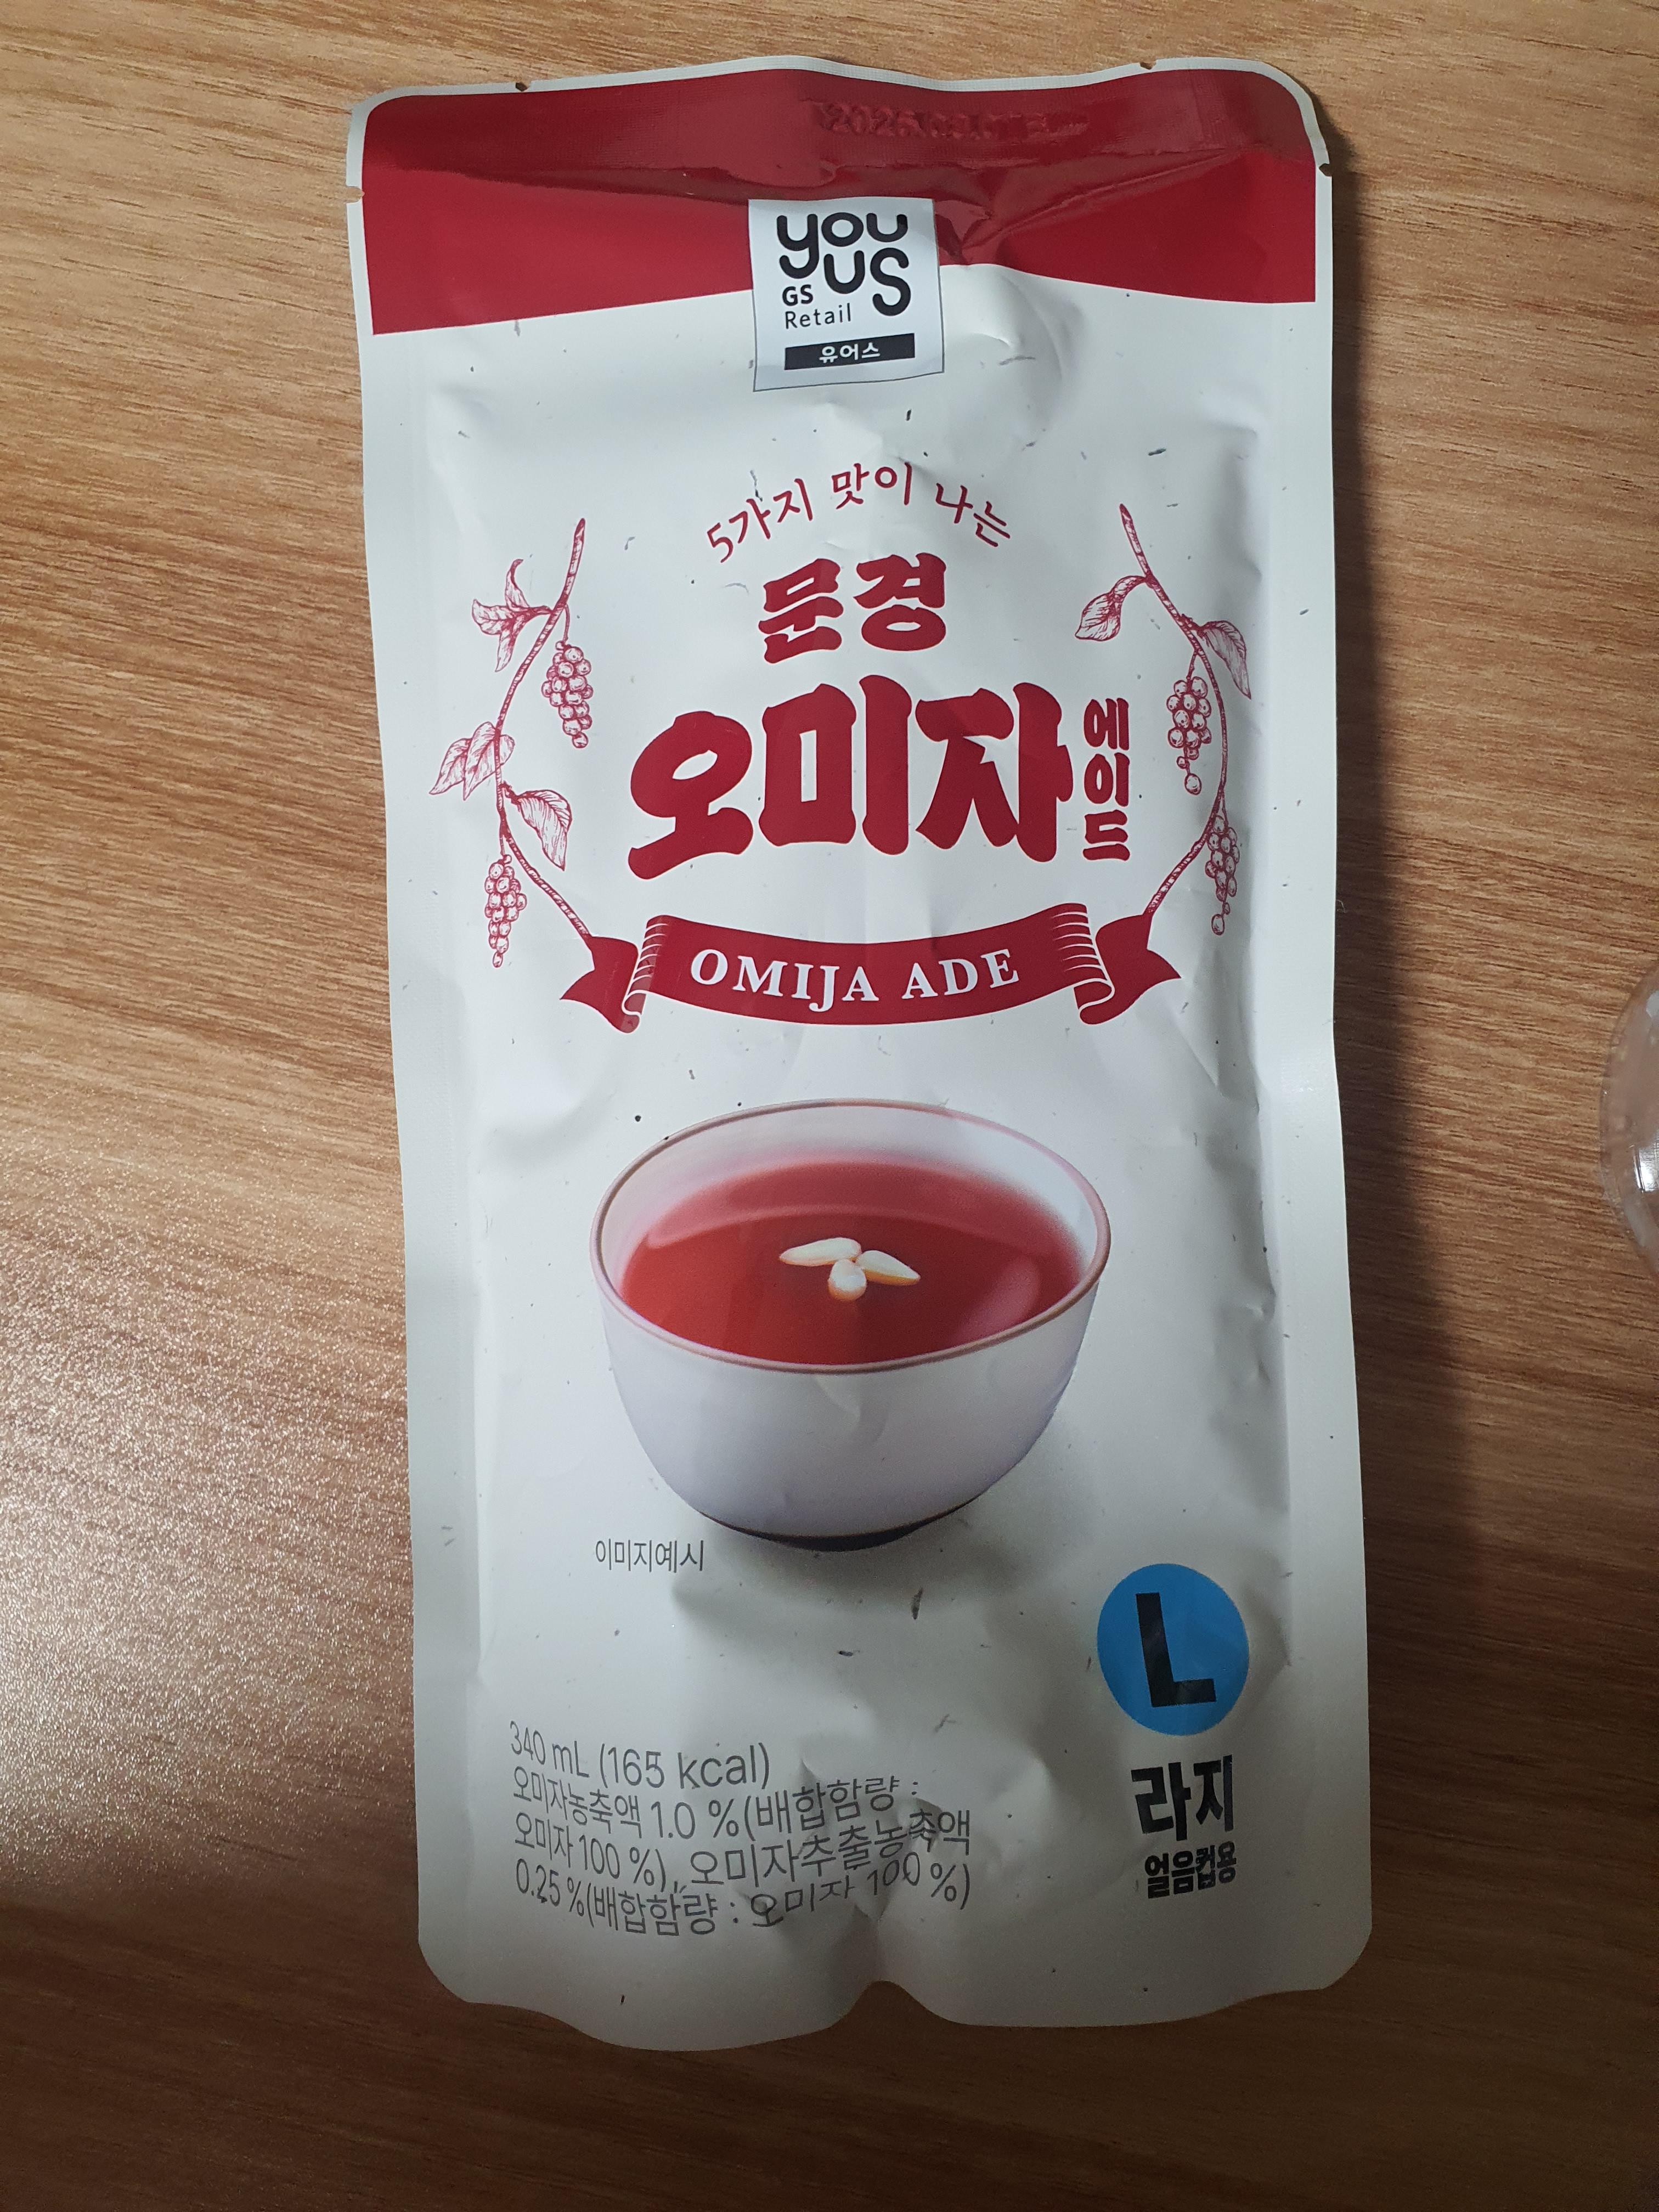 you
us
GS
Retail
유어스
5가지 맛이 나는
문경
오미자
에이드
OMIJA ADE
이미지예시
L
라지
얼음컵용
340 mL (165 kcal)
오미자농축액 1.0 %(배합함량 :
오미자 100 %), 오미자추출농축액
0.25 %(배합함량 : 오미자 100 %)